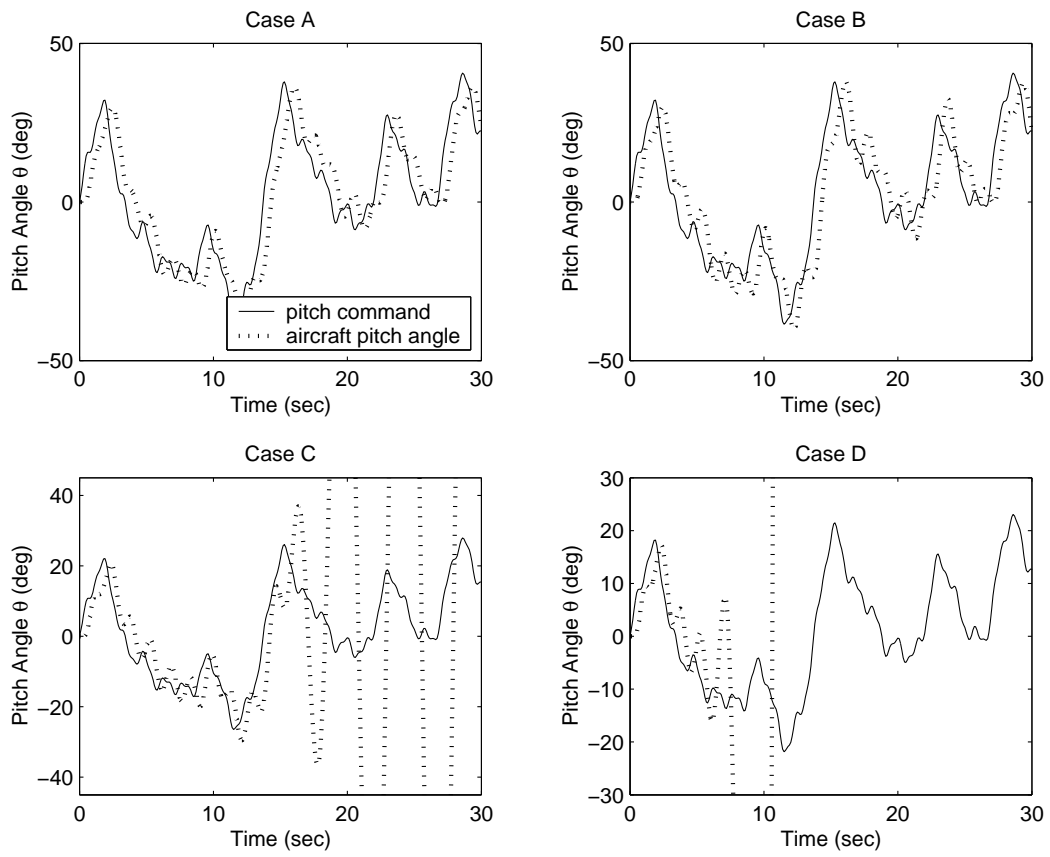 Case A
50
0
−50
Pitch Angle θ (deg)
pitch command
aircraft pitch angle
0 10 20 30
Time (sec)
Case B
50
0
−50
Pitch Angle θ (deg)
0 10 20 30
Time (sec)
Case C
40
20
0
−20
−40
Pitch Angle θ (deg)
0 10 20 30
Time (sec)
Case D
30
20
10
0
−10
−20
−30
Pitch Angle θ (deg)
0 10 20 30
Time (sec)